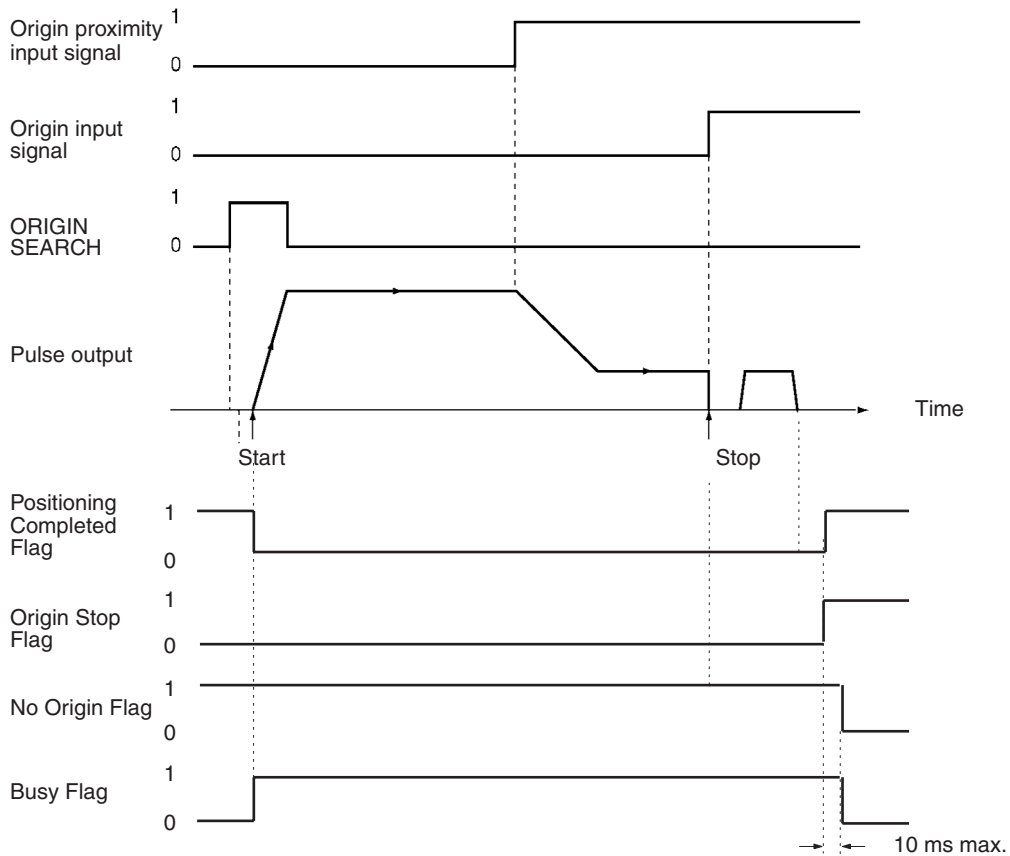 Origin proximity
input signal
1
0
Origin input
signal
1
0
ORIGIN
SEARCH
1
0
Pulse output
Time
Start
Stop
Positioning
Completed
Flag
1
0
Origin Stop
Flag
1
0
No Origin Flag
1
0
Busy Flag
1
0
10 ms max.